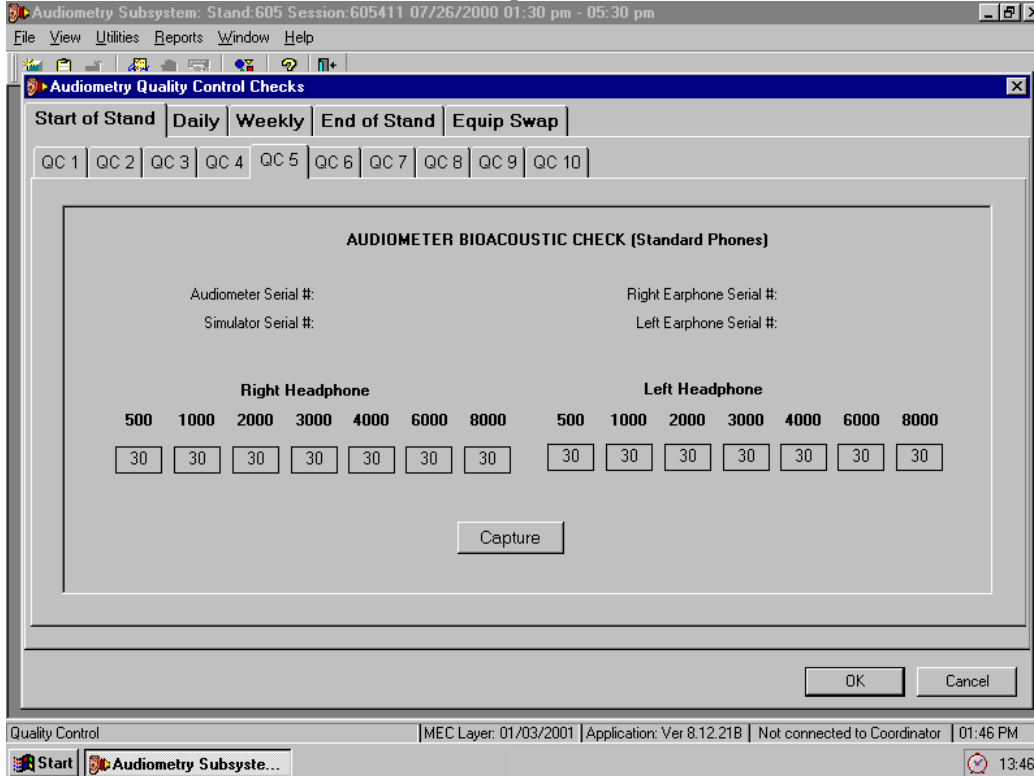 Audiometry Subsystem: Stand:605 Session:605411 07/26/2000 01:30 pm - 05:30 pm
File View Utilities Reports Window Help
Audiometry Quality Control Checks
Start of Stand Daily Weekly End of Stand Equip Swap
QC 1 QC 2 QC 3 QC 4 QC 5 QC 6 QC 7 QC 8 QC 9 QC 10
AUDIOMETER BIOACOUSTIC CHECK (Standard Phones)
Audiometer Serial #: Right Earphone Serial #:
Simulator Serial #: Left Earphone Serial #:
Right Headphone Left Headphone
500 1000 2000 3000 4000 6000 8000 500 1000 2000 3000 4000 6000 8000
30 30 30 30 30 30 30 30 30 30 30 30 30 30
Capture
OK Cancel
Quality Control MEC Layer: 01/03/2001 Application: Ver 8.12.21B Not connected to Coordinator 01:46 PM
Start Audiometry Subsyste... 13:46